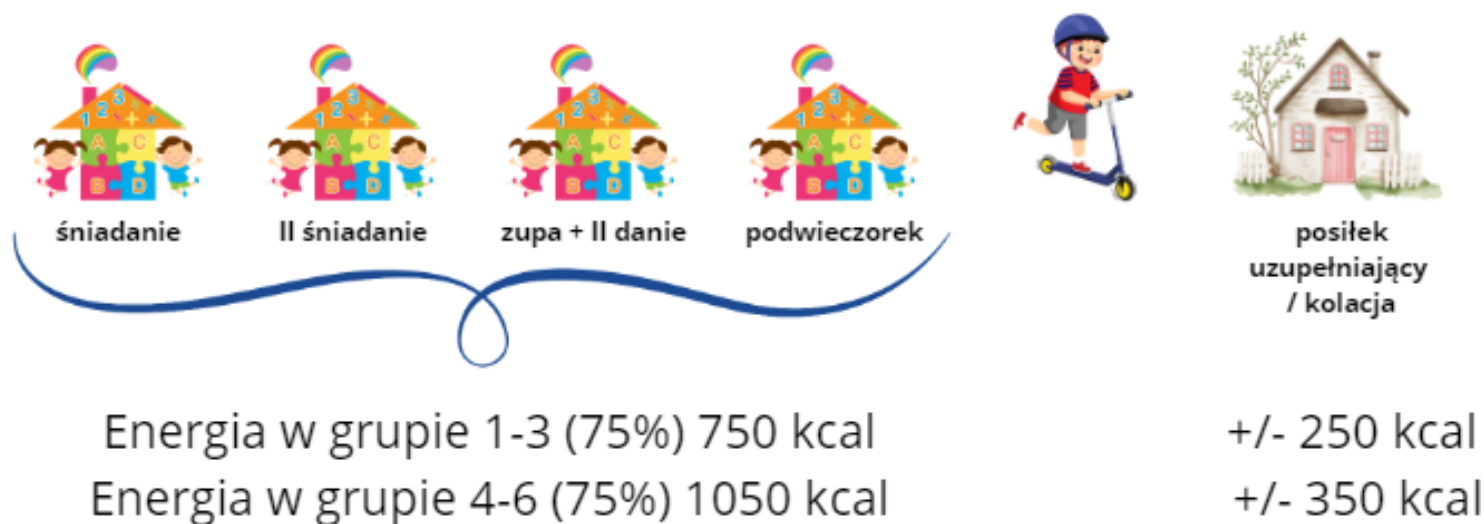 śniadanie
II śniadanie
zupa + II danie
podwieczorek
posiłek
uzupełniający
/ kolacja
Energia w grupie 1-3 (75%) 750 kcal
+/- 250 kcal
Energia w grupie 4-6 (75%) 1050 kcal
+/- 350 kcal